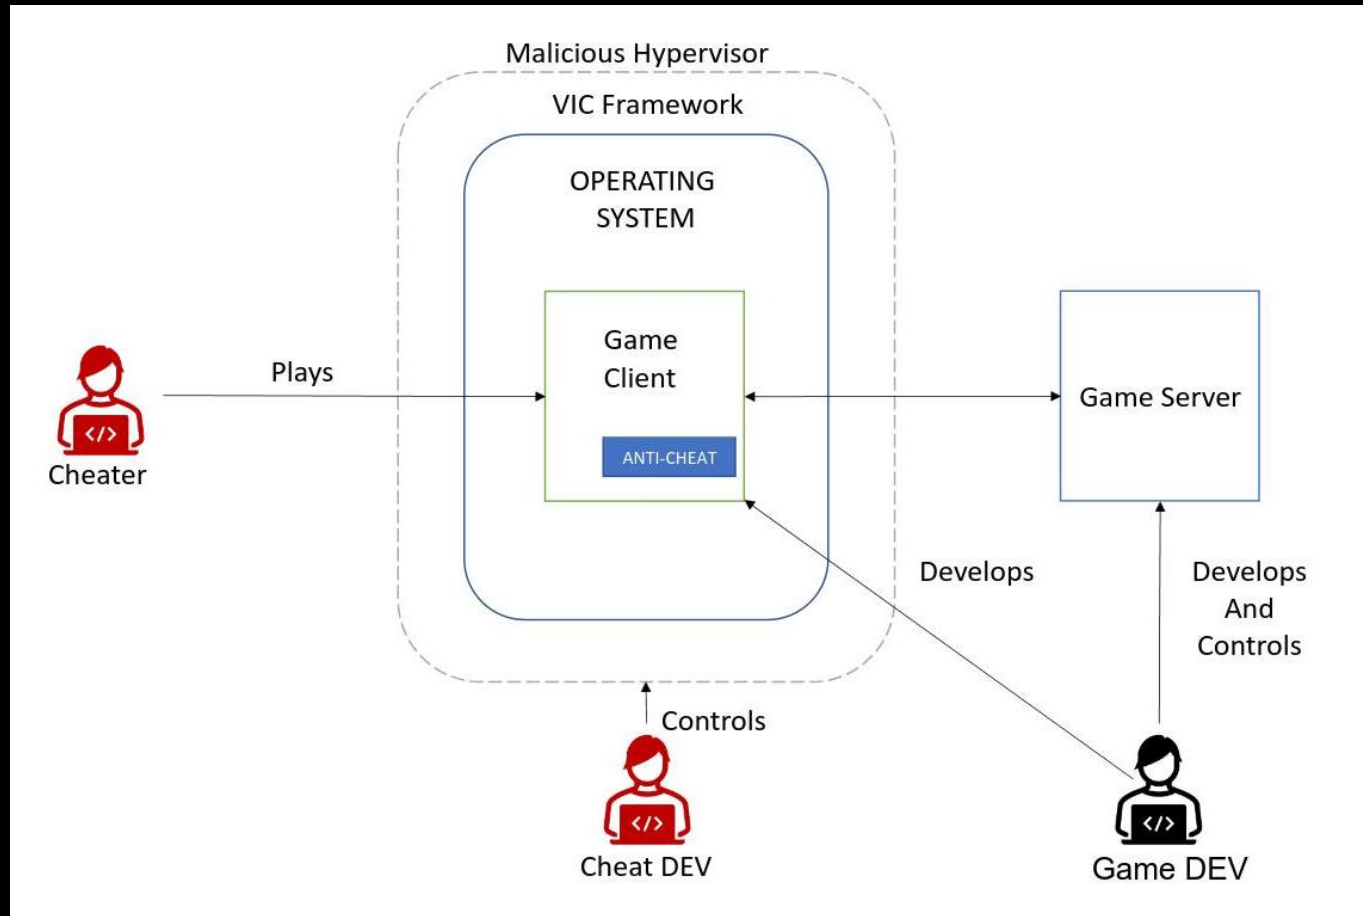 Malicious Hypervisor
VIC Framework
OPERATING
SYSTEM
Game
Client
ANTI-CHEAT
Plays
</>
Cheater
Game Server
Develops
Develops
And
Controls
Controls
</>
Cheat DEV
</>
Game DEV